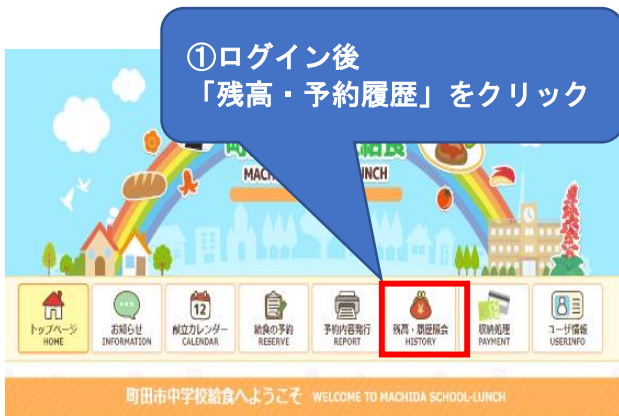 ①ログイン後
「残高・予約履歴」をクリック
MACHI
NCH
12
トップページ
HOME
お知らせ
INFORMATION
献立カレンダー
CALENDAR
給食の予約
RESERVE
予約内容発行
REPORT
残高・履歴照会
HISTORY
収納処理
PAYMENT
ユーザ情報
USERINFO
町田市中学校給食へようこそ WELCOME TO MACHIDA SCHOOL-LUNCH